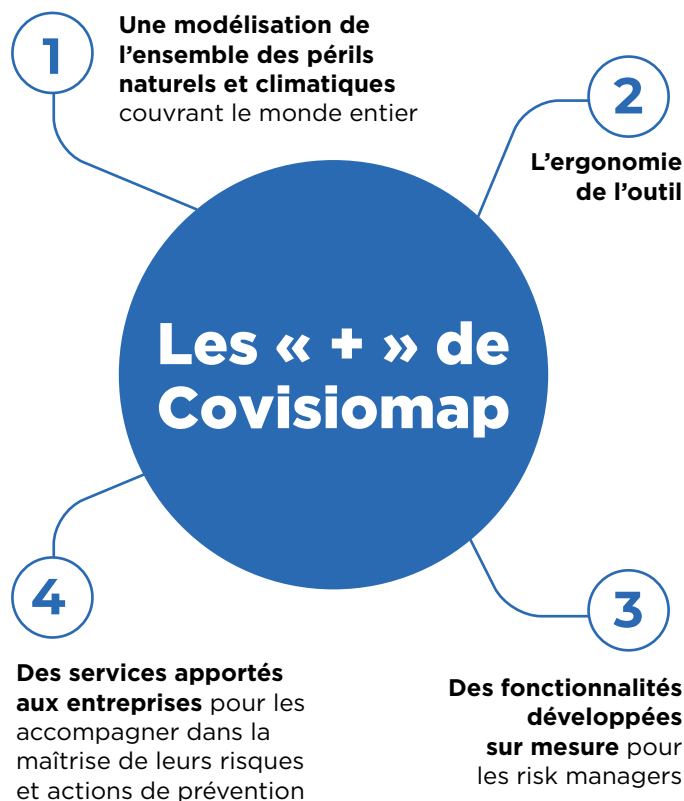 1
Une modélisation de
l'ensemble des périls
naturels et climatiques
couvrant le monde entier
2
L'ergonomie
de l'outil
Les « + » de
Covisiomap
3
Des fonctionnalités
développées
sur mesure pour
les risk managers
4
Des services apportés
aux entreprises pour les
accompagner dans la
maîtrise de leurs risques
et actions de prévention